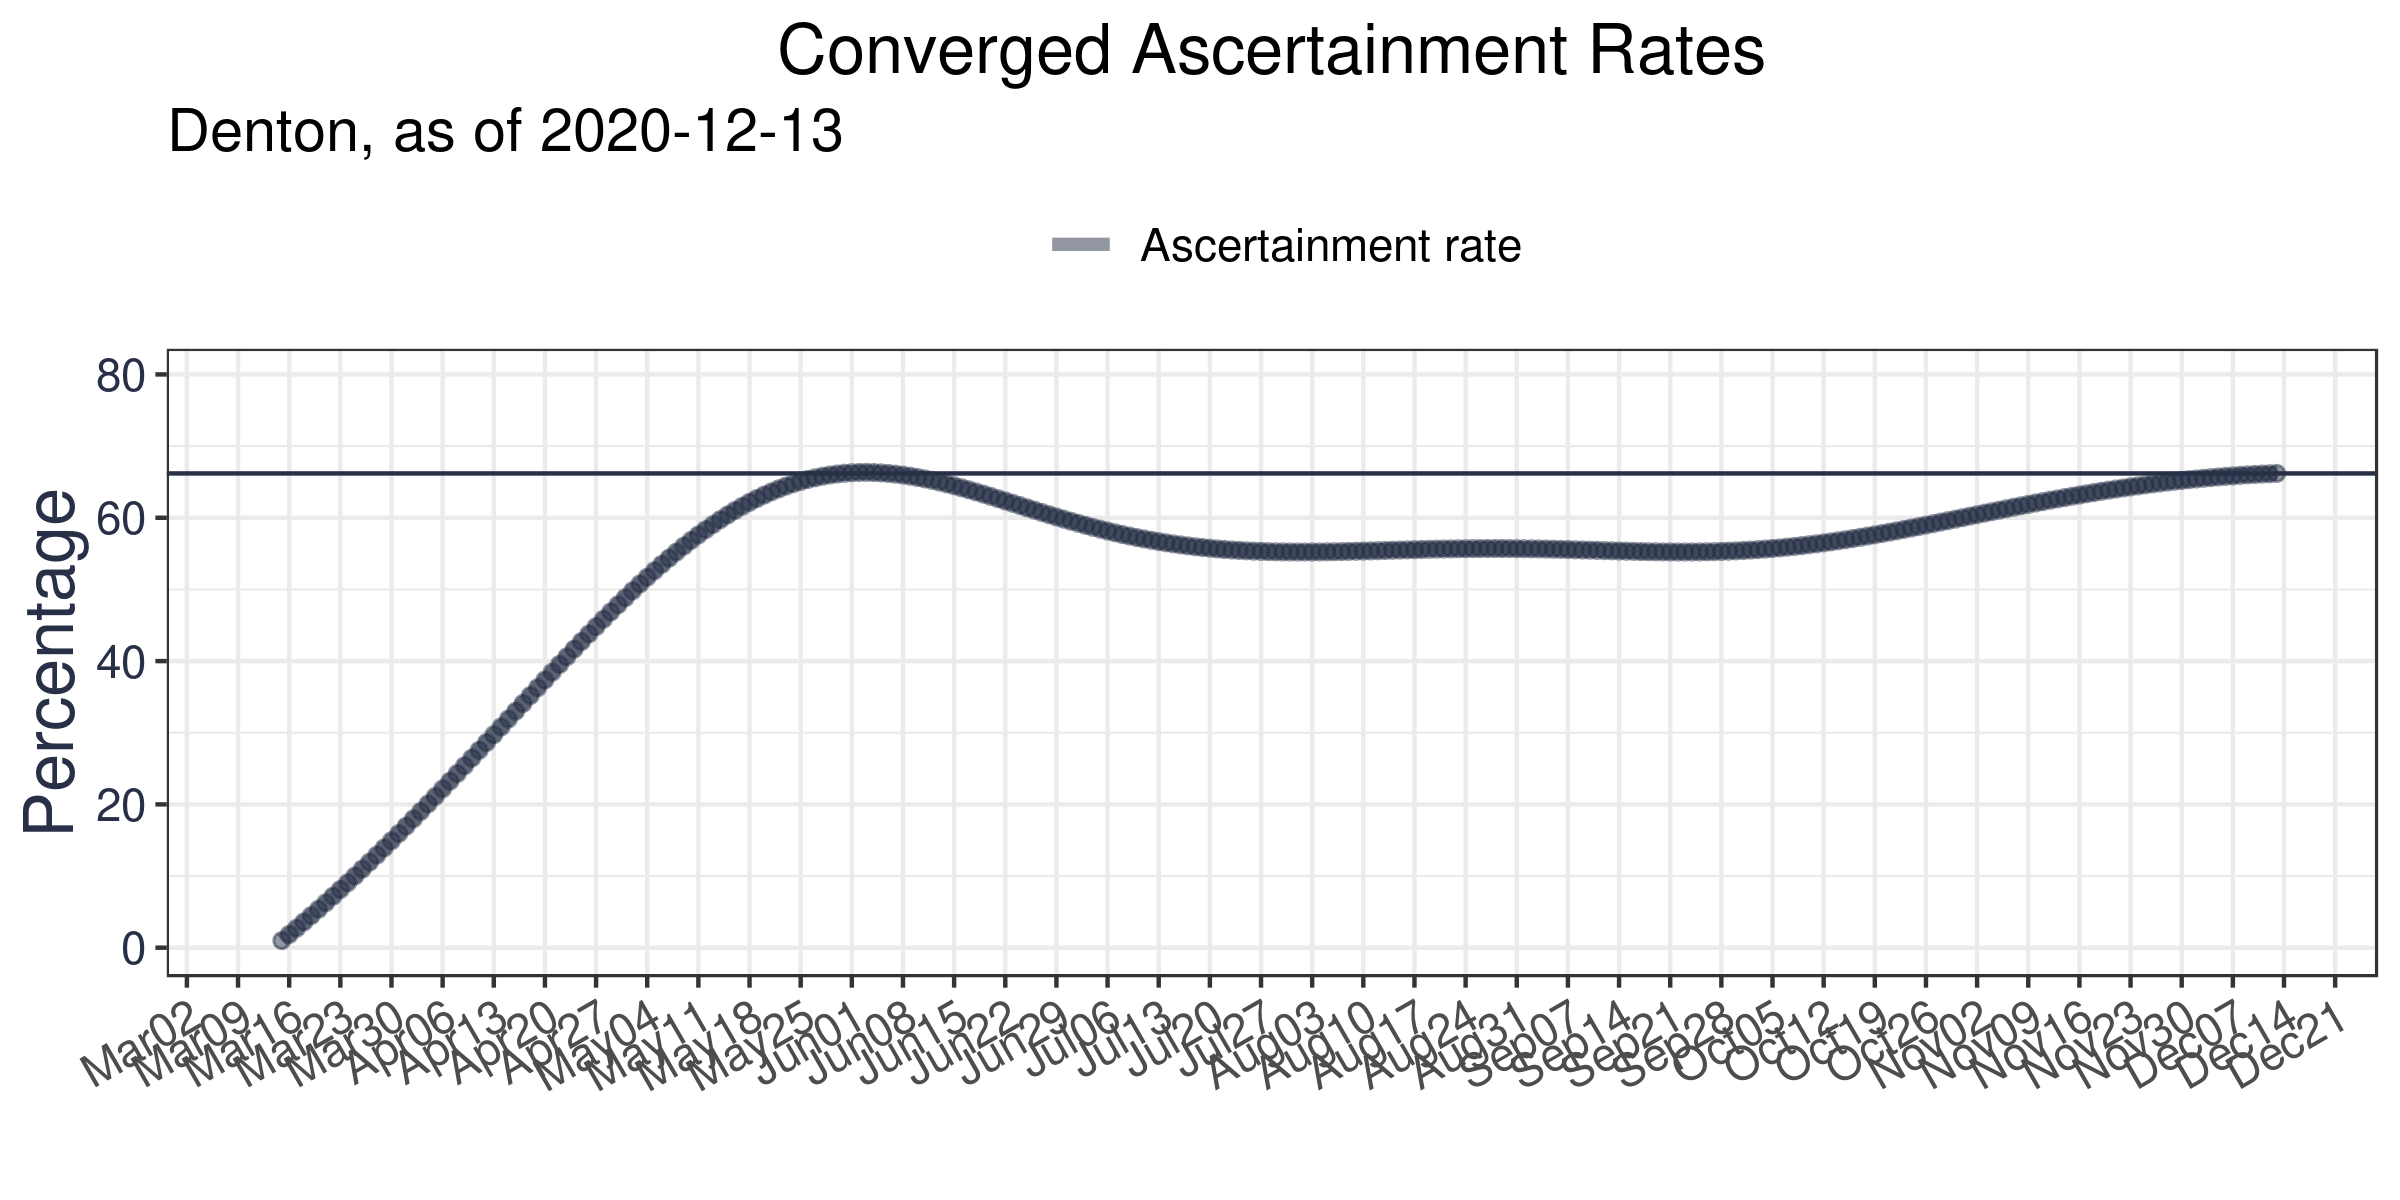 Converged Ascertainment Rates
Denton, as of 2020-12-13
Ascertainment rate
Percentage
80
60
40
20
0
Mar02
Mar09
Mar16
Mar23
Mar30
Apr06
Apr13
Apr20
Apr27
May04
May11
May18
May25
Jun01
Jun08
Jun15
Jun22
Jun29
Jul06
Jul13
Jul20
Jul27
Aug03
Aug10
Aug17
Aug24
Aug31
Sep07
Sep14
Sep21
Sep28
Oct05
Oct12
Oct19
Oct26
Nov02
Nov09
Nov16
Nov23
Nov30
Dec07
Dec14
Dec21